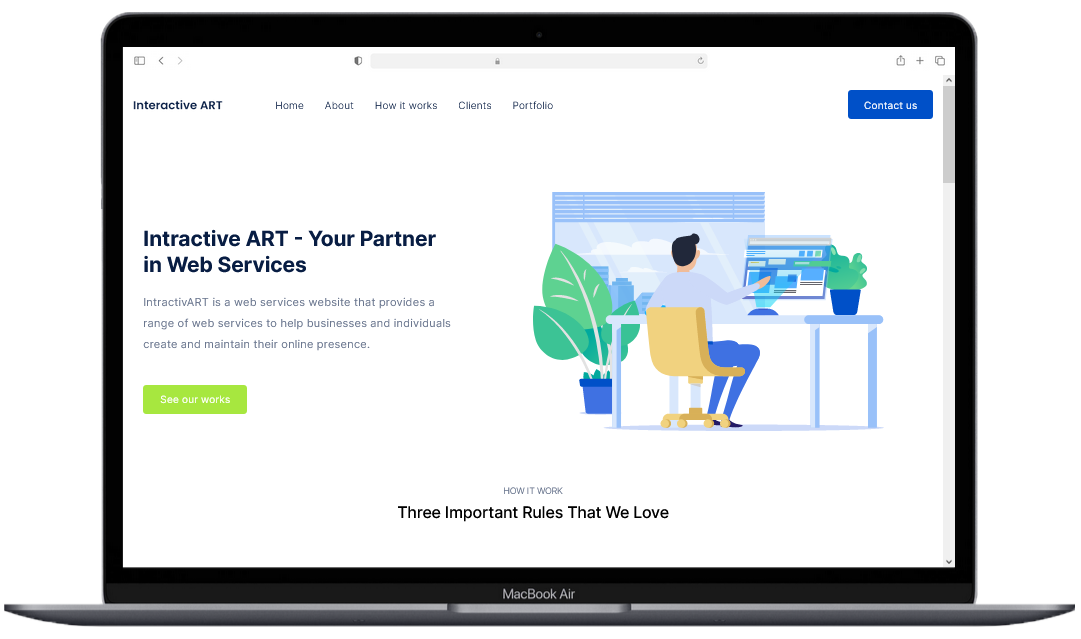 Interactive ART
Home About How it works Clients Portfolio
Contact us
Intractive ART - Your Partner
in Web Services
IntractivART is a web services website that provides a
range of web services to help businesses and individuals
create and maintain their online presence.
See our works
HOW IT WORK
Three Important Rules That We Love
MacBook Air